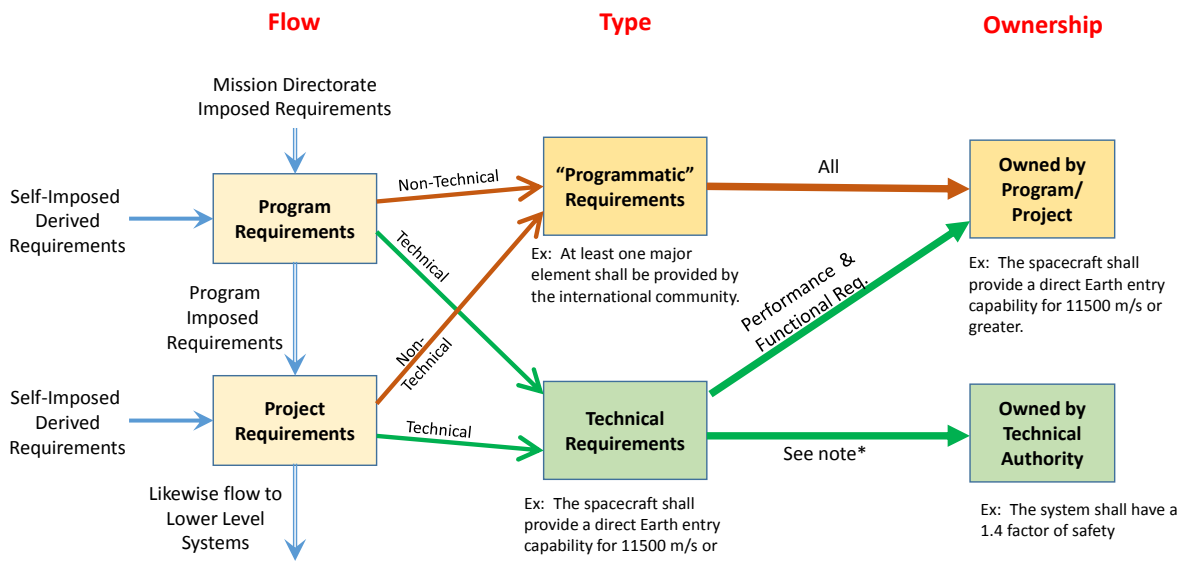 Flow
Type
Ownership
Mission Directorate
Imposed Requirements
Self-Imposed
Derived
Requirements
Program
Requirements
Non-Technical
Technical
“Programmatic”
Requirements
All
Owned by
Program/
Project
Ex:  At least one major
element shall be provided by
the international community.
Ex:  The spacecraft shall
provide a direct Earth entry
capability for 11500 m/s or
greater.
Program
Imposed
Requirements
Performance &
Functional Req.
Non-
Technical
Self-Imposed
Derived
Requirements
Project
Requirements
Technical
Technical
Requirements
See note*
Owned by
Technical
Authority
Likewise flow to
Lower Level
Systems
Ex:  The spacecraft shall
provide a direct Earth entry
capability for 11500 m/s or
Ex:  The system shall have a
1.4 factor of safety